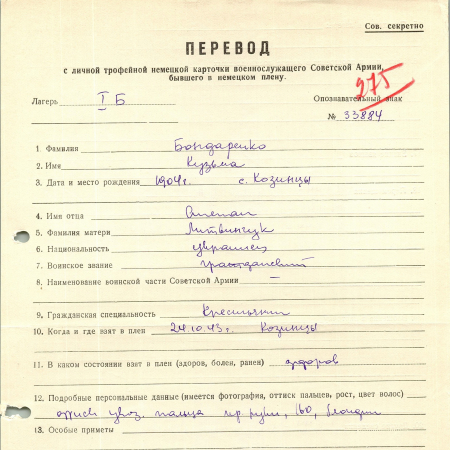 Сов. секретно
ПЕРЕВОД
с личной трофейной немецкой карточки военнослужащего Советской Армии,
бывшего в немецком плену.
275
Лагерь I Б Опознавательный знак
№ 33884
1. Фамилия Бондаренко
2. Имя Кузьма
3. Дата и место рождения 1904г. с. Козинцы
4. Имя отца Степан
5. Фамилия матери Литвинчук
6. Национальность украинец
7. Воинское звание гражданский
8. Наименование воинской части Советской Армии —
9. Гражданская специальность Крестьянин
10. Когда и где взят в плен 24.10.43г. Козинцы
11. В каком состоянии взят в плен (здоров, болен, ранен) здоров
12. Подробные персональные данные (имеется фотография, оттиск пальцев, рост, цвет волос)
оттиск указ. пальца пр. руки, 160, блондин
13. Особые приметы